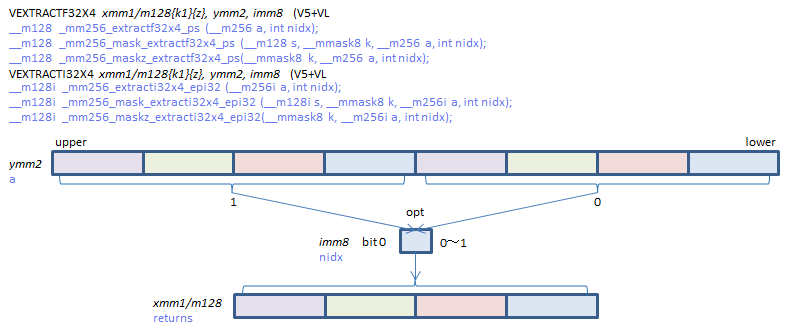 VEXTRACTF32X4 xmm1/m128{k1}{z}, ymm2, imm8 (V5+VL
__m128 _mm256_extractf32x4_ps (__m256 a, int nidx);
__m128 _mm256_mask_extractf32x4_ps (__m128 s, __mmask8 k, __m256 a, int nidx);
__m128 _mm256_maskz_extractf32x4_ps(__mmask8 k, __m256 a, int nidx);
VEXTRACTI32X4 xmm1/m128{k1}{z}, ymm2, imm8 (V5+VL
__m128i _mm256_extracti32x4_epi32 (__m256i a, int nidx);
__m128i _mm256_mask_extracti32x4_epi32 (__m128i s, __mmask8 k, __m256i a, int nidx);
__m128i _mm256_maskz_extracti32x4_epi32(__mmask8 k, __m256i a, int nidx);
upper lower
ymm2
a
1 0
opt
imm8 bit 0 0～1
nidx
xmm1/m128
returns